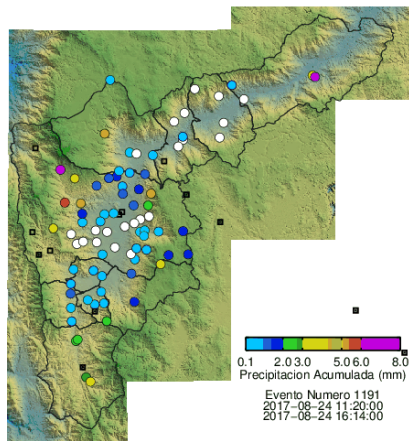 0.1 2.0 3.0 5.0 6.0 8.0
Precipitacion Acumulada (mm)
Evento Numero 1191
2017-08-24 11:20:00
2017-08-24 16:14:00